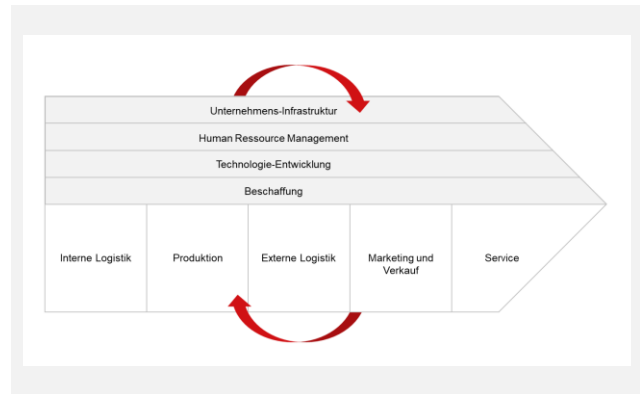 Unternehmens-Infrastruktur
Human Ressource Management
Technologie-Entwicklung
Beschaffung
Interne Logistik
Produktion
Externe Logistik
Marketing und
Verkauf
Service